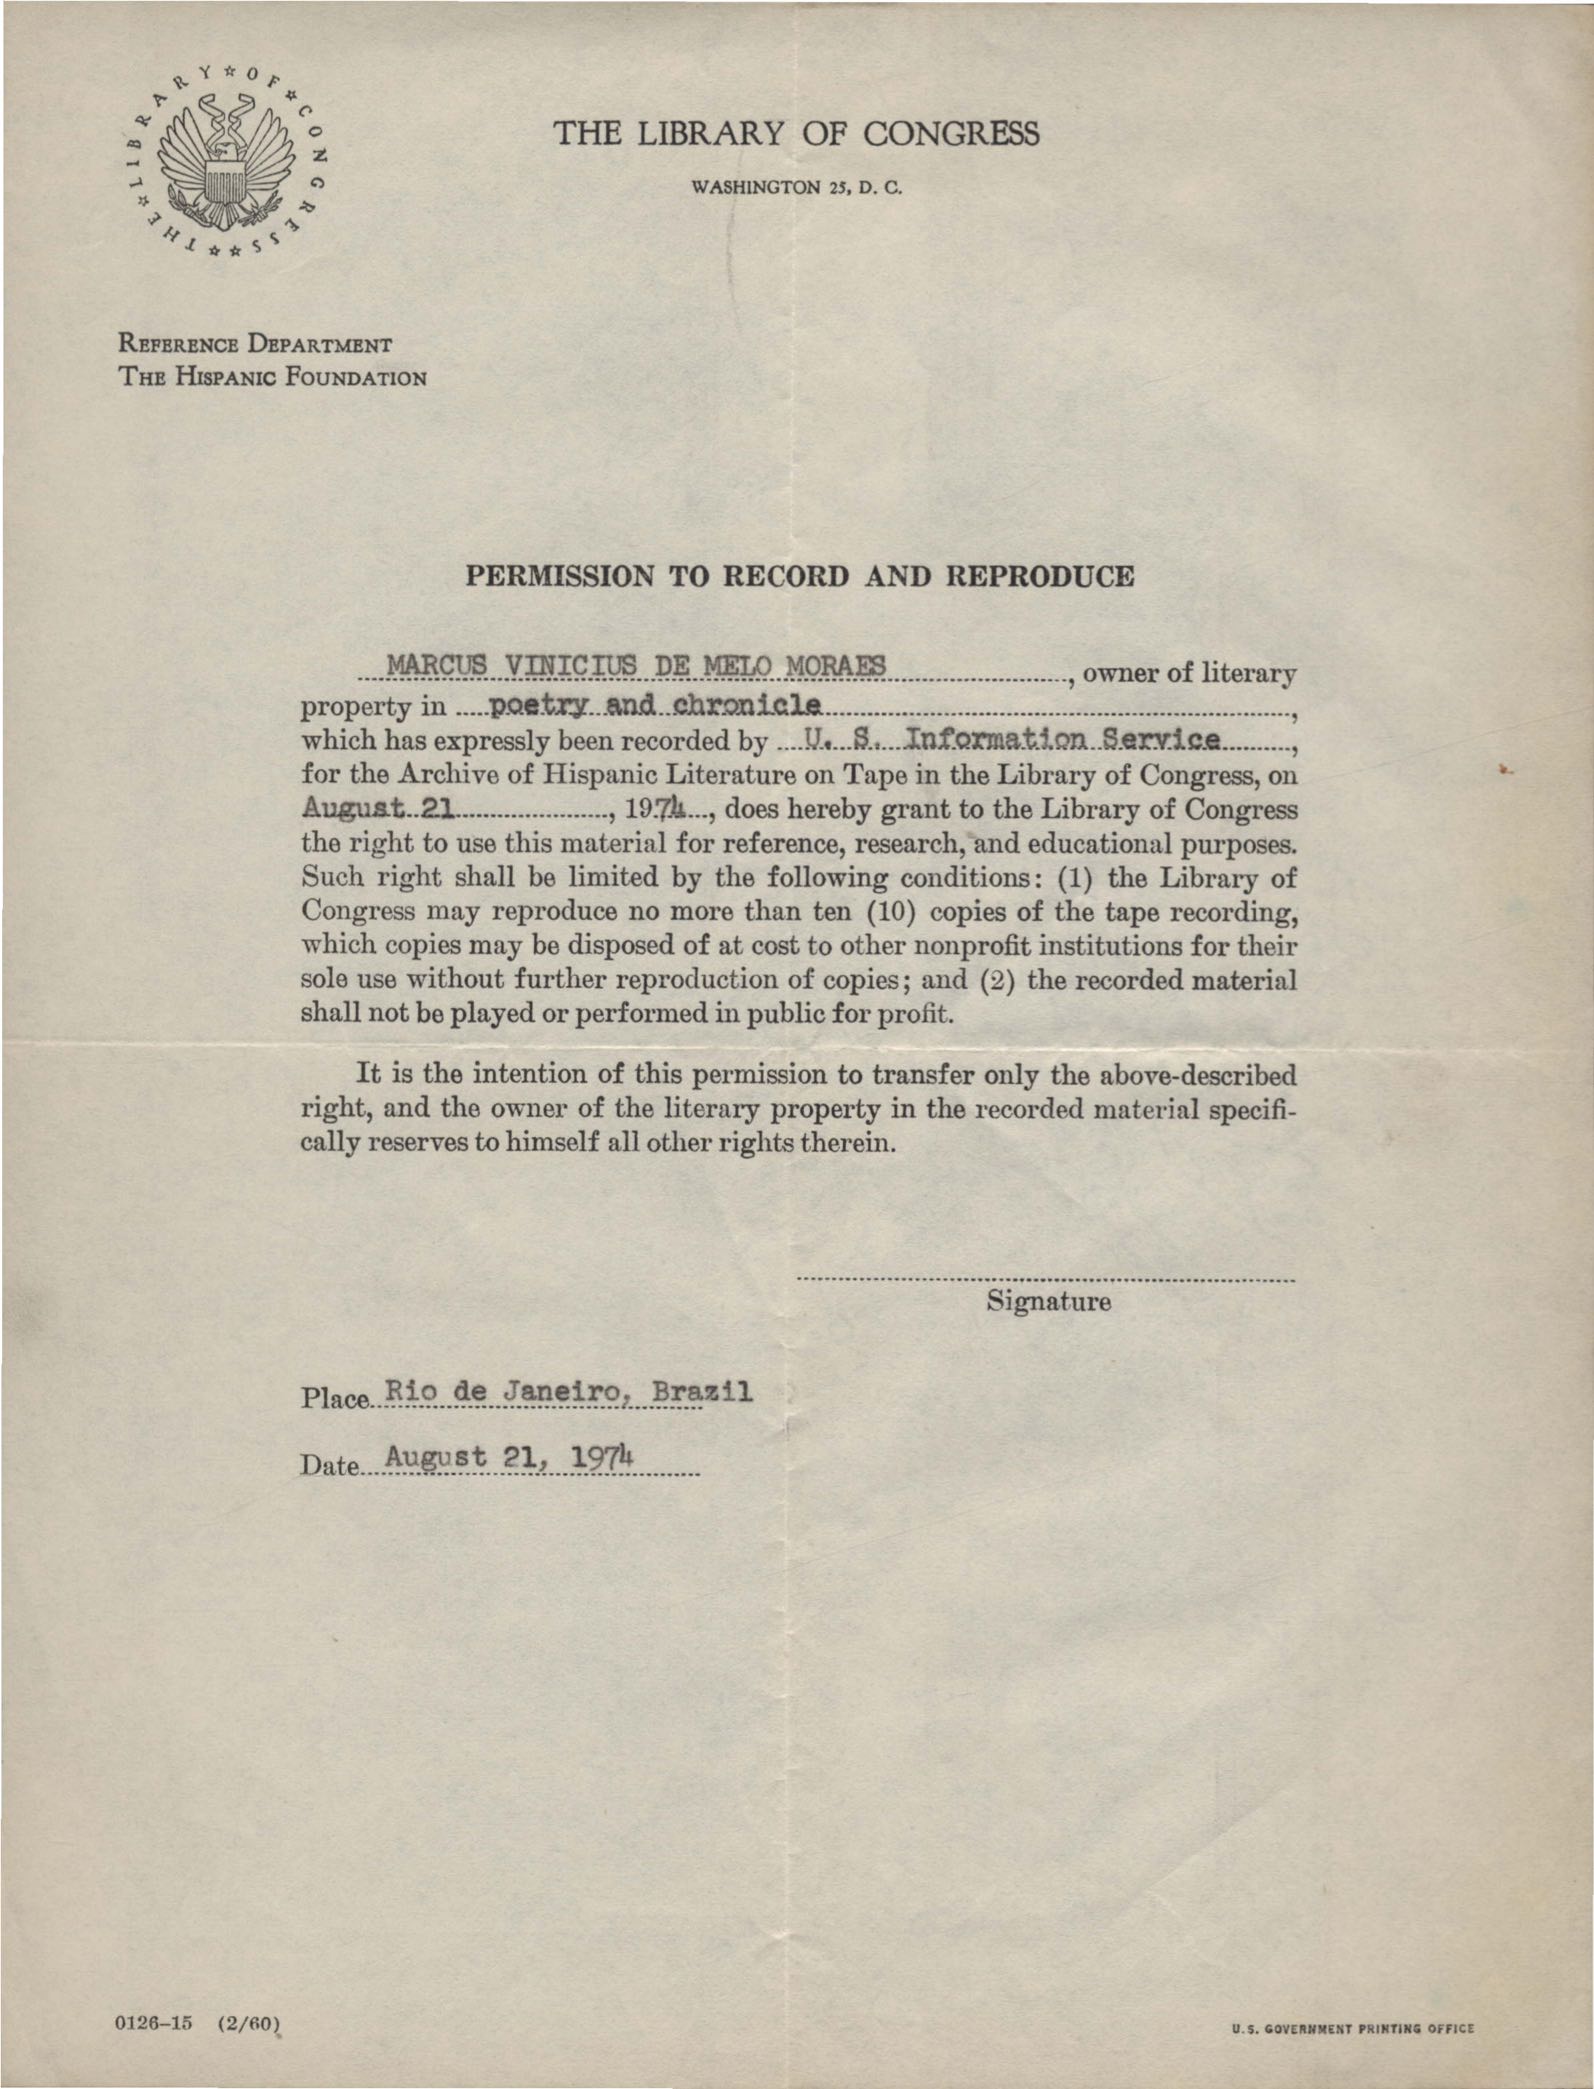 THE★LIBRARY★OF★CONGRESS★★
THE LIBRARY OF CONGRESS
WASHINGTON 25, D. C.
REFERENCE DEPARTMENT
THE HISPANIC FOUNDATION
PERMISSION TO RECORD AND REPRODUCE
MARCUS VINICIUS DE MELO MORAES, owner of literary
property in poetry and chronicle,
which has expressly been recorded by U. S. Information Service,
for the Archive of Hispanic Literature on Tape in the Library of Congress, on
August 21, 1974, does hereby grant to the Library of Congress
the right to use this material for reference, research, and educational purposes.
Such right shall be limited by the following conditions: (1) the Library of
Congress may reproduce no more than ten (10) copies of the tape recording,
which copies may be disposed of at cost to other nonprofit institutions for their
sole use without further reproduction of copies; and (2) the recorded material
shall not be played or performed in public for profit.
It is the intention of this permission to transfer only the above-described
right, and the owner of the literary property in the recorded material specifi-
cally reserves to himself all other rights therein.
Signature
Place Rio de Janeiro, Brazil
Date August 21, 1974
0126–15 (2/60)
U.S. GOVERNMENT PRINTING OFFICE